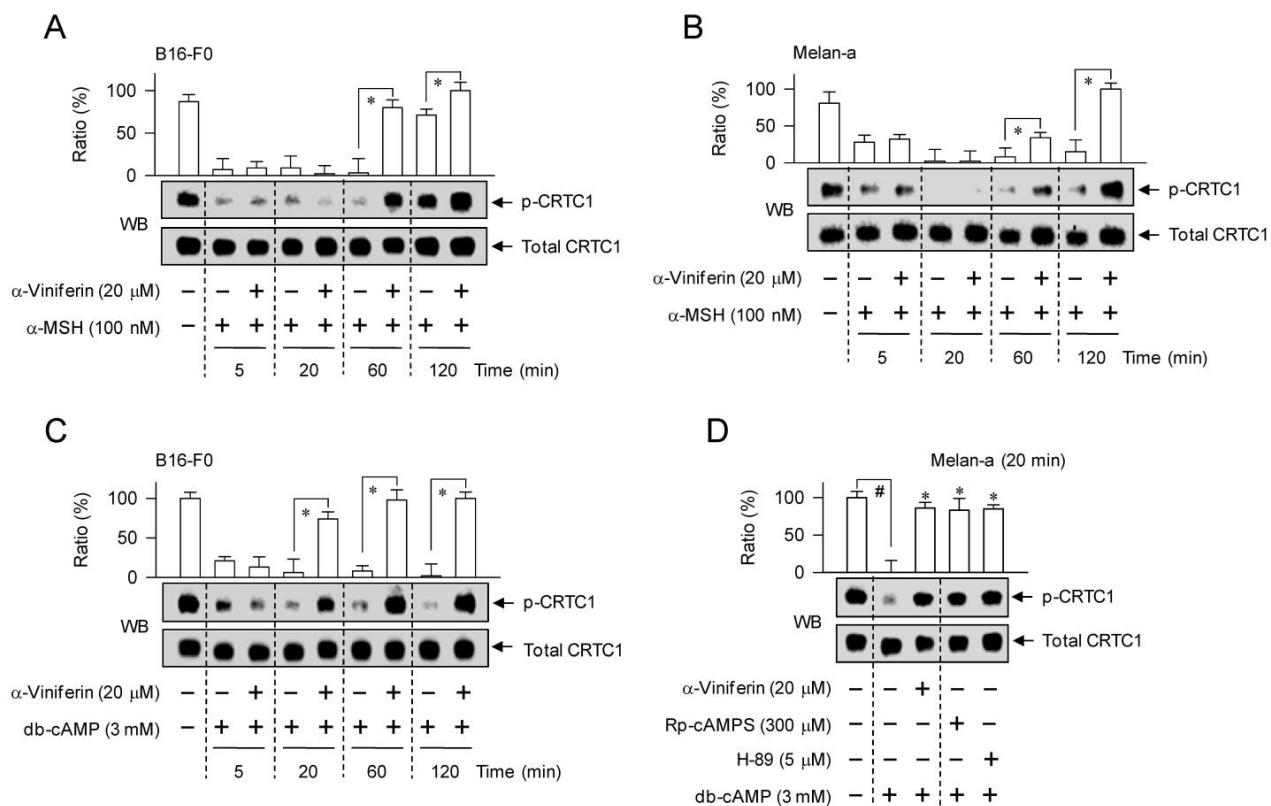 A
B16-F0
Ratio (%)
100
50
0
*
*
p-CRTC1
WB
Total CRTC1
α-Viniferin (20 μM) – – + – + – + – +
α-MSH (100 nM) – + + + + + + + +
5 20 60 120 Time (min)
B
Melan-a
Ratio (%)
100
50
0
*
*
p-CRTC1
WB
Total CRTC1
α-Viniferin (20 μM) – – + – + – + – +
α-MSH (100 nM) – + + + + + + + +
5 20 60 120 Time (min)
C
B16-F0
Ratio (%)
100
50
0
*
*
*
p-CRTC1
WB
Total CRTC1
α-Viniferin (20 μM) – – + – + – + – +
db-cAMP (3 mM) – + + + + + + + +
5 20 60 120 Time (min)
D
Melan-a (20 min)
Ratio (%)
100
50
0
# * * *
p-CRTC1
WB
Total CRTC1
α-Viniferin (20 μM) – – + – –
Rp-cAMPS (300 μM) – – – + –
H-89 (5 μM) – – – – +
db-cAMP (3 mM) – + + + +